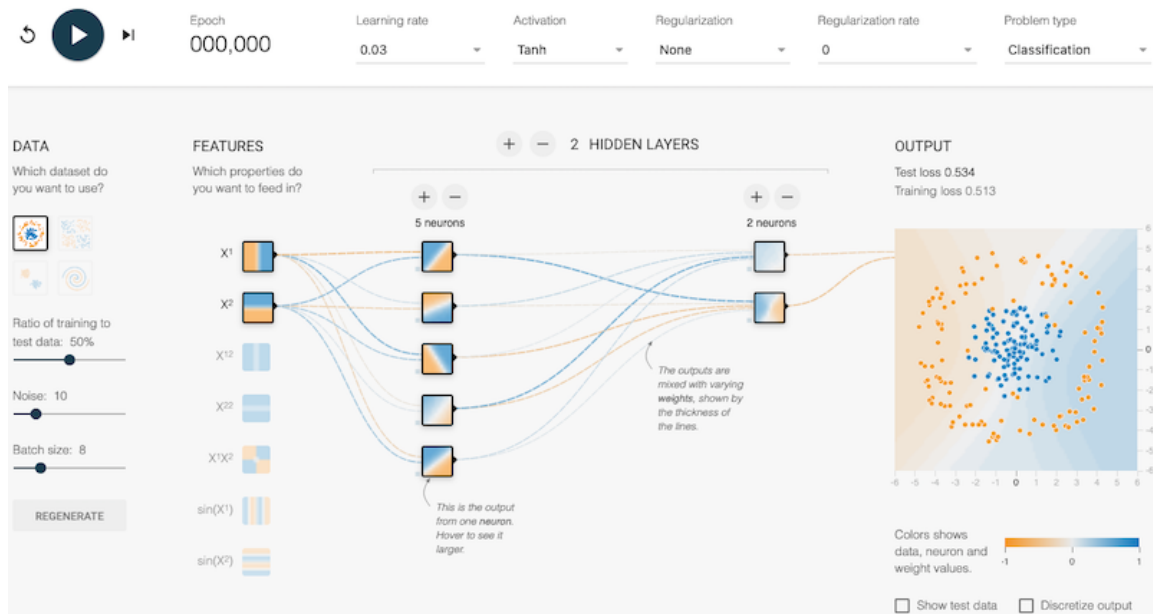 Epoch
000,000
Learning rate
0.03
Activation
Tanh
Regularization
None
Regularization rate
0
Problem type
Classification
DATA
Which dataset do
you want to use?
Ratio of training to
test data: 50%
Noise: 10
Batch size: 8
REGENERATE
FEATURES
Which properties do
you want to feed in?
X1
X2
X12
X22
X1X2
sin(X1)
sin(X2)
+ − 2 HIDDEN LAYERS
+ −
5 neurons
+ −
2 neurons
This is the output
from one neuron.
Hover to see it
larger.
The outputs are
mixed with varying
weights, shown by
the thickness of
the lines.
OUTPUT
Test loss 0.534
Training loss 0.513
6
5
4
3
2
1
0
-1
-2
-3
-4
-5
-6
-6 -5 -4 -3 -2 -1 0 1 2 3 4 5 6
Colors shows
data, neuron and
weight values.
-1 0 1
Show test data
Discretize output